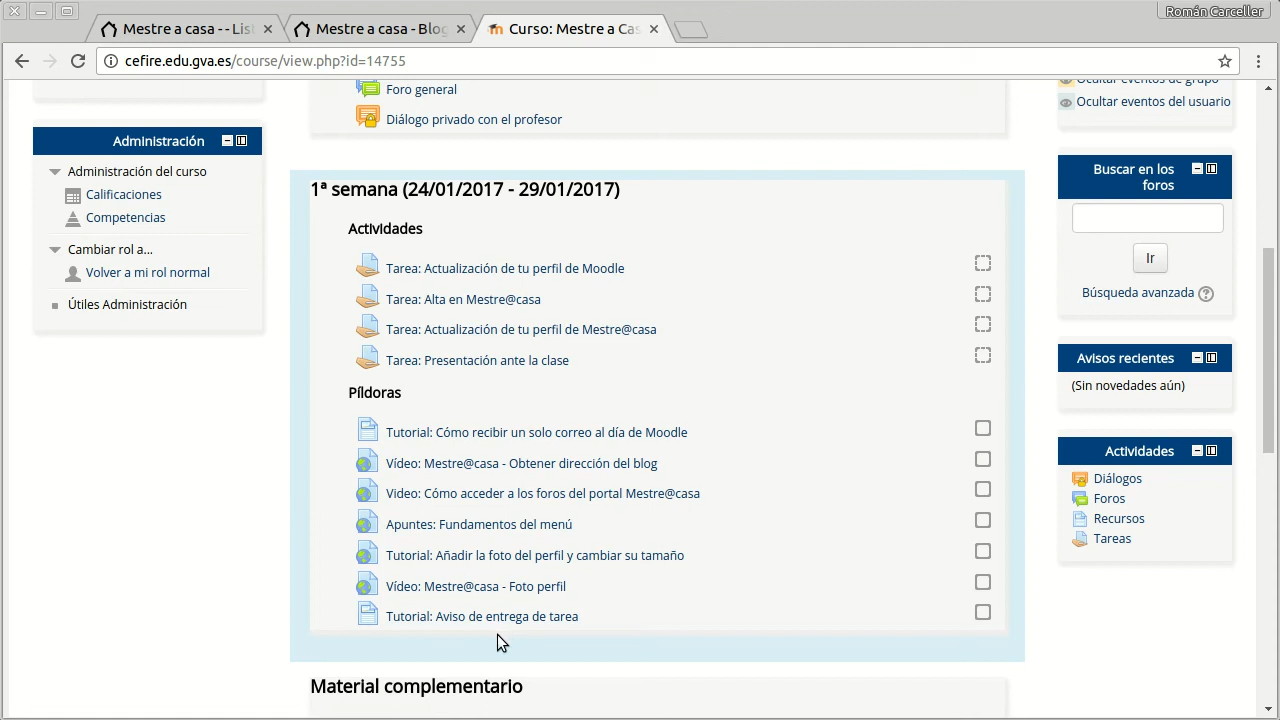 Román Carceller
Mestre a casa -- List
Mestre a casa - Blog
Curso: Mestre a Cas
cefire.edu.gva.es/course/view.php?id=14755
Foro general
Diálogo privado con el profesor
Administración
Administración del curso
Calificaciones
Competencias
Cambiar rol a...
Volver a mi rol normal
Útiles Administración
1ª semana (24/01/2017 - 29/01/2017)
Actividades
Tarea: Actualización de tu perfil de Moodle
Tarea: Alta en Mestre@casa
Tarea: Actualización de tu perfil de Mestre@casa
Tarea: Presentación ante la clase
Píldoras
Tutorial: Cómo recibir un solo correo al día de Moodle
Vídeo: Mestre@casa - Obtener dirección del blog
Video: Cómo acceder a los foros del portal Mestre@casa
Apuntes: Fundamentos del menú
Tutorial: Añadir la foto del perfil y cambiar su tamaño
Vídeo: Mestre@casa - Foto perfil
Tutorial: Aviso de entrega de tarea
Material complementario
Ocultar eventos de grupo
Ocultar eventos del usuario
Buscar en los
foros
Ir
Búsqueda avanzada
Avisos recientes
(Sin novedades aún)
Actividades
Diálogos
Foros
Recursos
Tareas